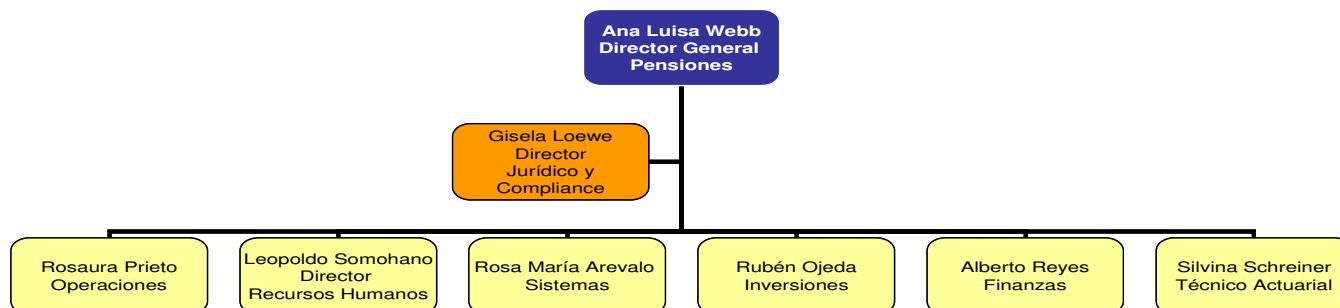 Ana Luisa Webb
Director General
Pensiones
Gisela Loewe
Director
Jurídico y
Compliance
Rosaura Prieto
Operaciones
Leopoldo Somohano
Director
Recursos Humanos
Rosa María Arevalo
Sistemas
Rubén Ojeda
Inversiones
Alberto Reyes
Finanzas
Silvina Schreiner
Técnico Actuarial